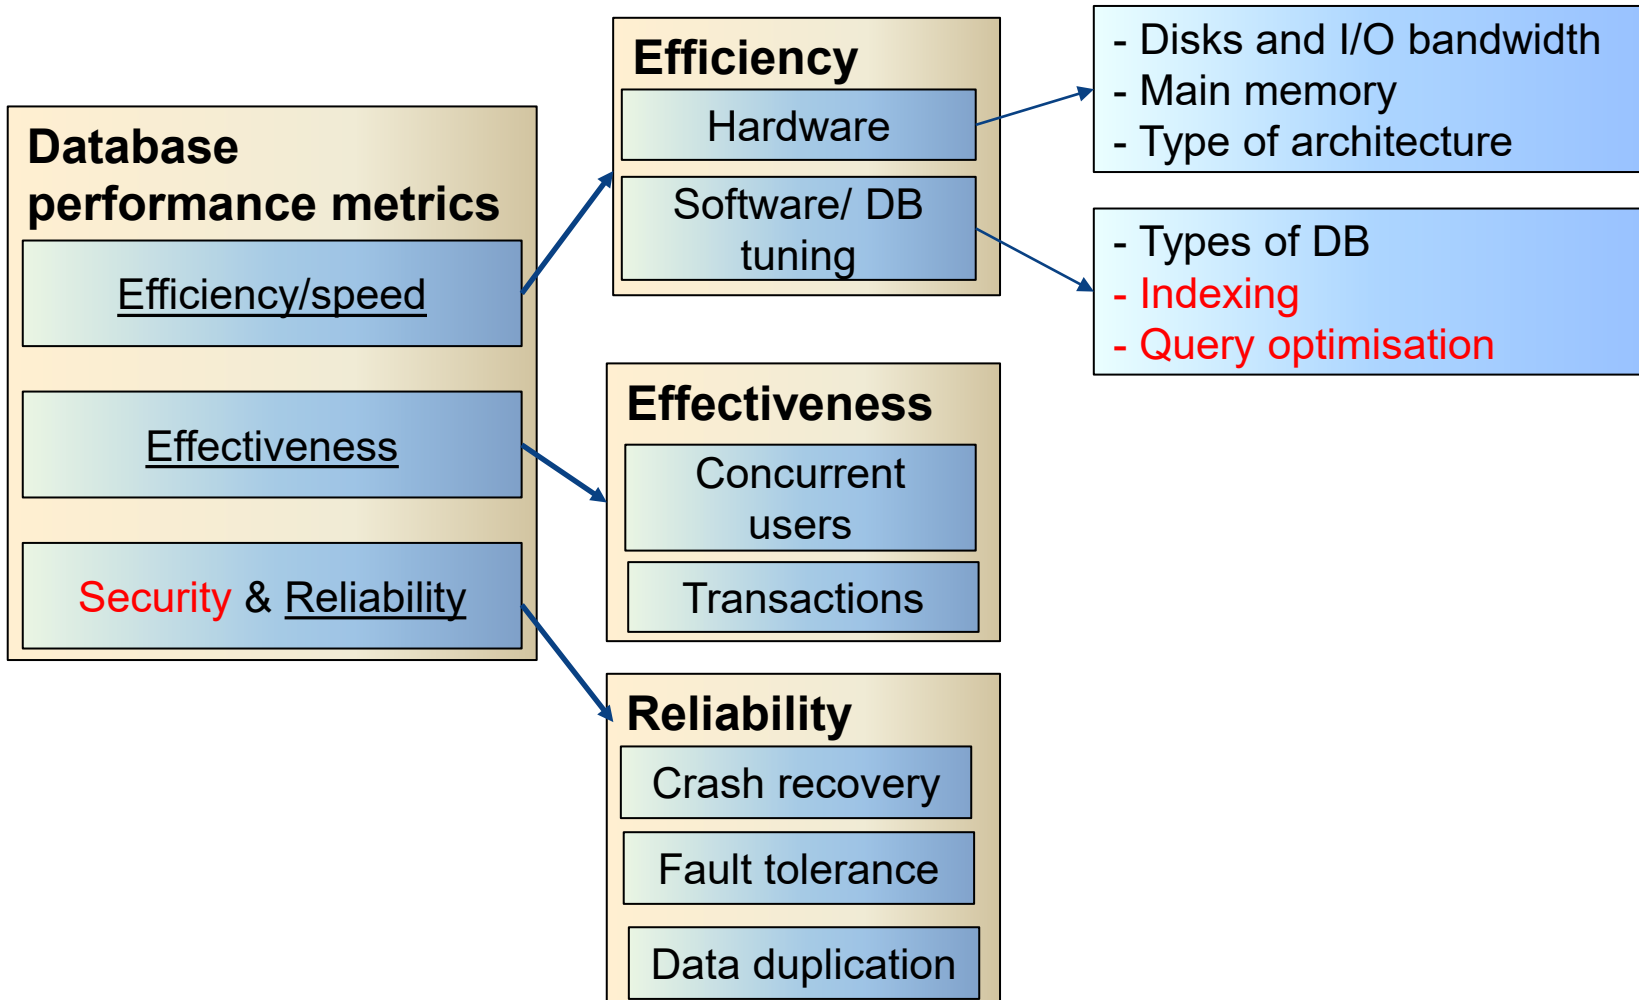 Database
performance metrics
Efficiency/speed
Effectiveness
Security & Reliability
Efficiency
Hardware
Software/ DB
tuning
Effectiveness
Concurrent
users
Transactions
Reliability
Crash recovery
Fault tolerance
Data duplication
- Disks and I/O bandwidth
- Main memory
- Type of architecture
- Types of DB
- Indexing
- Query optimisation